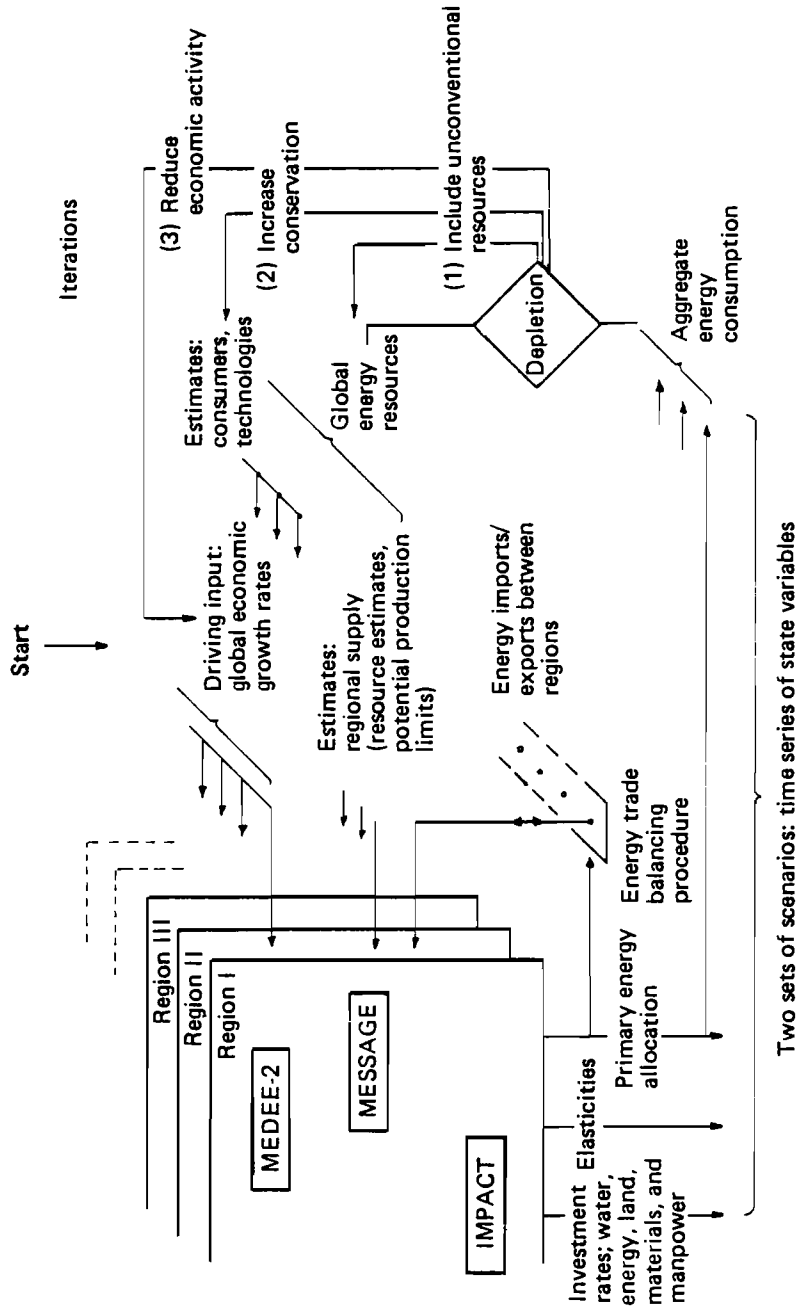 Start
Iterations
Region III
Region II
Region I
MEDEE-2
MESSAGE
IMPACT
Driving input:
global economic
growth rates
Estimates:
consumers,
technologies
(3) Reduce
economic activity
(2) Increase
conservation
Estimates:
regional supply
(resource estimates,
potential production
limits)
Global
energy
resources
(1) Include unconventional
resources
Energy imports/
exports between
regions
Depletion
Energy trade
balancing
procedure
Aggregate
energy
consumption
Investment
rates; water,
energy, land,
materials, and
manpower
Elasticities
Primary energy
allocation
Two sets of scenarios: time series of state variables